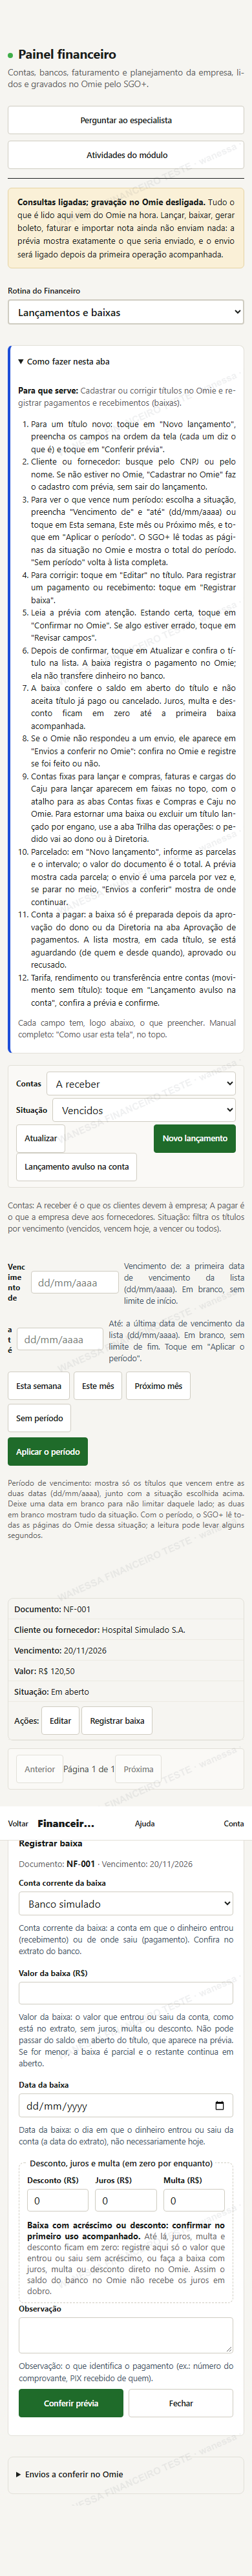 Painel financeiro
Contas, bancos, faturamento e planejamento da empresa, li-
dos e gravados no Omie pelo SGO+.
Perguntar ao especialista
Atividades do módulo
Consultas ligadas; gravação no Omie desligada. Tudo o
que é lido aqui vem do Omie na hora. Lançar, baixar, gerar
boleto, faturar e importar nota ainda não enviam nada: a
prévia mostra exatamente o que seria enviado, e o envio
será ligado depois da primeira operação acompanhada.
Rotina do Financeiro
Lançamentos e baixas
▼ Como fazer nesta aba
Para que serve: Cadastrar ou corrigir títulos no Omie e re-
gistrar pagamentos e recebimentos (baixas).
1. Para um título novo: toque em "Novo lançamento",
preencha os campos na ordem da tela (cada um diz o
que é) e toque em "Conferir prévia".
2. Cliente ou fornecedor: busque pelo CNPJ ou pelo
nome. Se não estiver no Omie, "Cadastrar no Omie" faz
o cadastro com prévia, sem sair do lançamento.
3. Para ver o que vence num período: escolha a situação,
preencha "Vencimento de" e "até" (dd/mm/aaaa) ou
toque em Esta semana, Este mês ou Próximo mês, e to-
que em "Aplicar o período". O SGO+ lê todas as pági-
nas da situação no Omie e mostra o total do período.
"Sem período" volta à lista completa.
4. Para corrigir: toque em "Editar" no título. Para registrar
um pagamento ou recebimento: toque em "Registrar
baixa".
5. Leia a prévia com atenção. Estando certa, toque em
"Confirmar no Omie". Se algo estiver errado, toque em
"Revisar campos".
6. Depois de confirmar, toque em Atualizar e confira o tí-
tulo na lista. A baixa registra o pagamento no Omie;
ela não transfere dinheiro no banco.
7. A baixa confere o saldo em aberto do título e não
aceita título já pago ou cancelado. Juros, multa e des-
conto ficam em zero até a primeira baixa
acompanhada.
8. Se o Omie não respondeu a um envio, ele aparece em
"Envios a conferir no Omie": confira no Omie e registre
se foi feito ou não.
9. Contas fixas para lançar e compras, faturas e cargas do
Caju para lançar aparecem em faixas no topo, com o
atalho para as abas Contas fixas e Compras e Caju no
Omie. Para estornar uma baixa ou excluir um título lan-
çado por engano, use a aba Trilha das operações: o pe-
dido vai ao dono ou à Diretoria.
10. Parcelado: em "Novo lançamento", informe as parcelas
e o intervalo; o valor do documento é o total. A prévia
mostra cada parcela; o envio é uma parcela por vez e,
se parar no meio, "Envios a conferir" mostra de onde
continuar.
11. Conta a pagar: a baixa só é preparada depois da apro-
vação do dono ou da Diretoria na aba Aprovação de
pagamentos. A lista mostra, em cada título, se está
aguardando (de quem e desde quando), aprovado ou
recusado.
12. Tarifa, rendimento ou transferência entre contas (movi-
mento sem título): toque em "Lançamento avulso na
conta", confira a prévia e confirme.
Cada campo tem, logo abaixo, o que preencher. Manual
completo: "Como usar esta tela", no topo.
Contas
A receber
Situação
Vencidos
Atualizar
Novo lançamento
Lançamento avulso na conta
Contas: A receber é o que os clientes devem à empresa; A pagar é
o que a empresa deve aos fornecedores. Situação: filtra os títulos
por vencimento (vencidos, vencem hoje, a vencer ou todos).
Venc
ime
nto
de
dd/mm/aaaa
Vencimento de: a primeira data
de vencimento da lista
(dd/mm/aaaa). Em branco, sem
limite de início.
a
t
é
dd/mm/aaaa
Até: a última data de vencimento da
lista (dd/mm/aaaa). Em branco, sem
limite de fim. Toque em "Aplicar o
período".
Esta semana
Este mês
Próximo mês
Sem período
Aplicar o período
Período de vencimento: mostra só os títulos que vencem entre as
duas datas (dd/mm/aaaa), junto com a situação escolhida acima.
Deixe uma data em branco para não limitar daquele lado; as duas
em branco mostram tudo da situação. Com o período, o SGO+ lê to-
das as páginas do Omie dessa situação; a leitura pode levar alguns
segundos.
Documento: NF-001
Cliente ou fornecedor: Hospital Simulado S.A.
Vencimento: 20/11/2026
Valor: R$ 120,50
Situação: Em aberto
Ações: Editar Registrar baixa
Anterior Página 1 de 1 Próxima
Voltar Financeir... Ajuda Conta
Registrar baixa
Documento: NF-001 · Vencimento: 20/11/2026
Conta corrente da baixa
Banco simulado
Conta corrente da baixa: a conta em que o dinheiro entrou
(recebimento) ou de onde saiu (pagamento). Confira no
extrato do banco.
Valor da baixa (R$)
Valor da baixa: o valor que entrou ou saiu da conta, como
está no extrato, sem juros, multa ou desconto. Não pode
passar do saldo em aberto do título, que aparece na prévia.
Se for menor, a baixa é parcial e o restante continua em
aberto.
Data da baixa
dd/mm/yyyy
Data da baixa: o dia em que o dinheiro entrou ou saiu da
conta (a data do extrato), não necessariamente hoje.
Desconto, juros e multa (em zero por enquanto)
Desconto (R$) Juros (R$) Multa (R$)
0 0 0
Baixa com acréscimo ou desconto: confirmar no
primeiro uso acompanhado. Até lá, juros, multa e
desconto ficam em zero: registre aqui só o valor que
entrou ou saiu sem acréscimo, ou faça a baixa com
juros, multa ou desconto direto no Omie. Assim o
saldo do banco no Omie não recebe os juros em
dobro.
Observação
Observação: o que identifica o pagamento (ex.: número do
comprovante, PIX recebido de quem).
Conferir prévia
Fechar
▶ Envios a conferir no Omie
WANESSA FINANCEIRO TESTE · wanessa